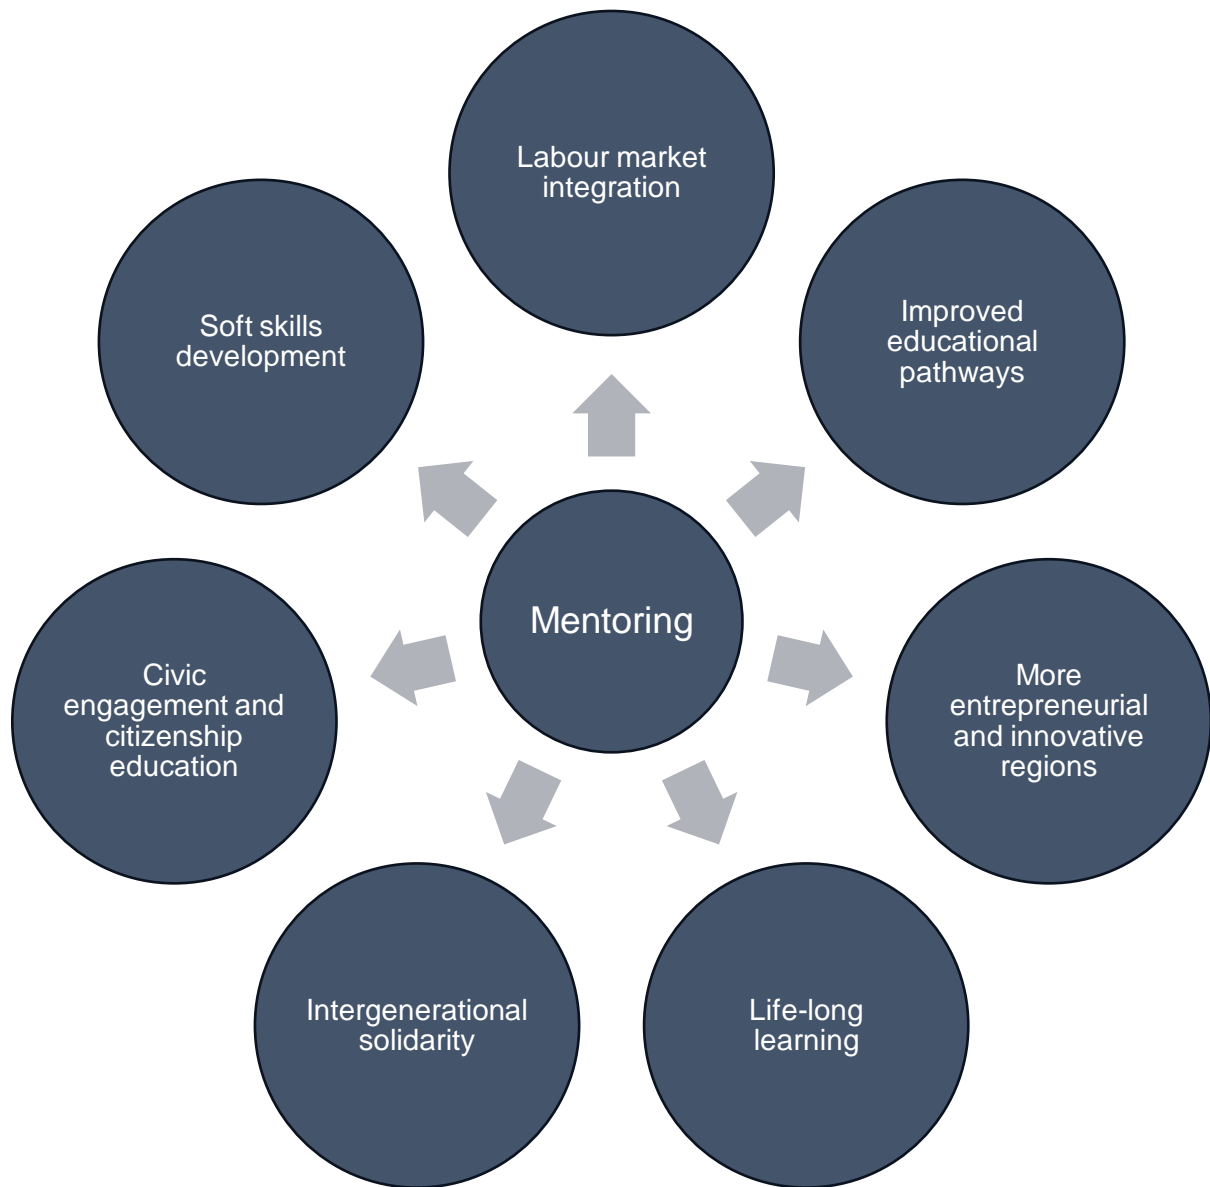 Labour market
integration
Improved
educational
pathways
More
entrepreneurial
and innovative
regions
Life-long
learning
Intergenerational
solidarity
Civic
engagement and
citizenship
education
Soft skills
development
Mentoring